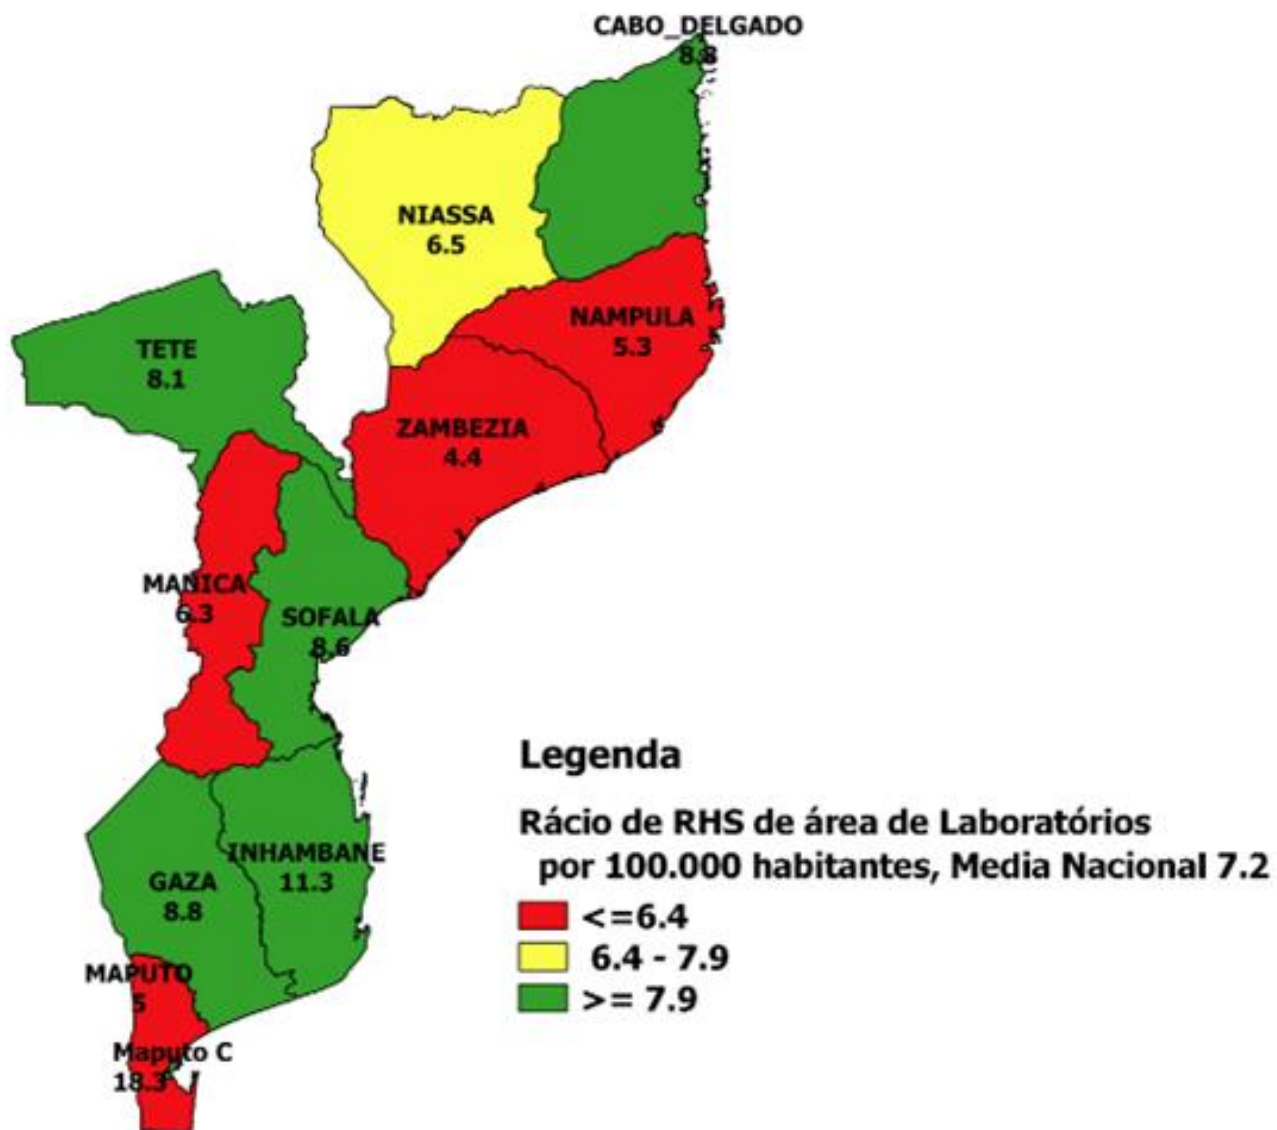 CABO_DELGADO
8.8
NIASSA
6.5
NAMPULA
5.3
TETE
8.1
ZAMBEZIA
4.4
MANICA
6.3
SOFALA
8.6
INHAMBANE
11.3
GAZA
8.8
MAPUTO
5
Maputo C
18.3
Legenda
Rácio de RHS de área de Laboratórios
por 100.000 habitantes, Media Nacional 7.2
<=6.4
6.4 - 7.9
>= 7.9